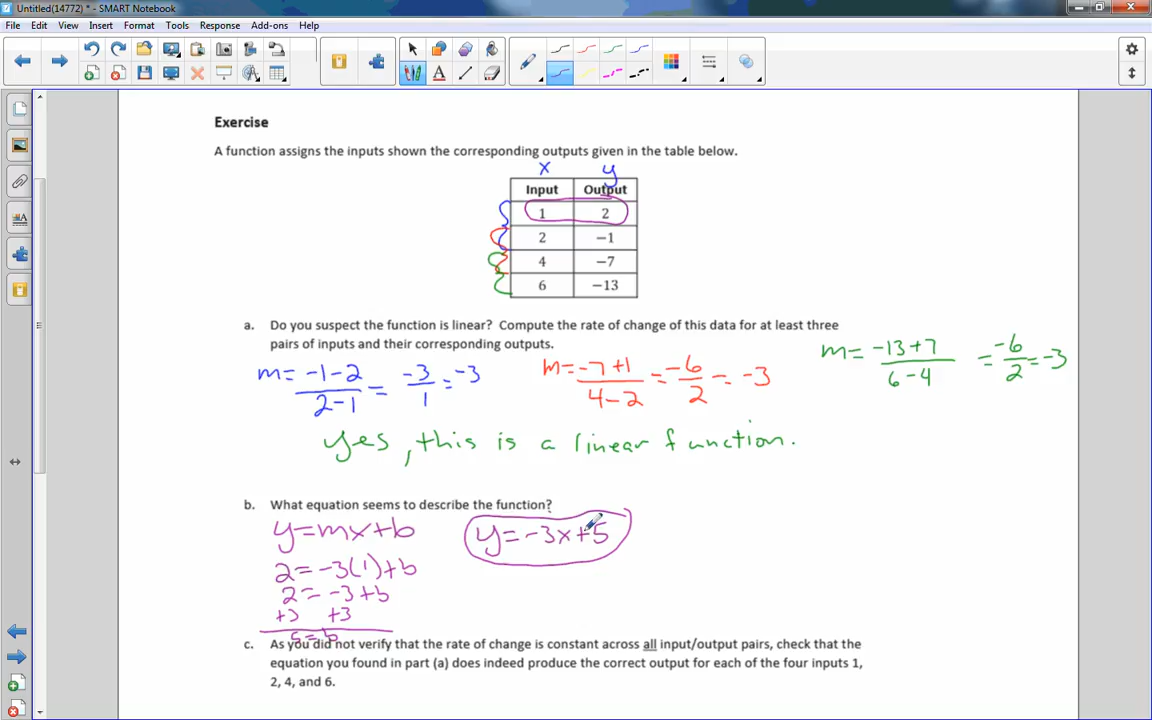 Untitled(14772) * - SMART Notebook
File Edit View Insert Format Tools Response Add-ons Help
Exercise
A function assigns the inputs shown the corresponding outputs given in the table below.
x y
Input Output
1 2
2 −1
4 −7
6 −13
a. Do you suspect the function is linear? Compute the rate of change of this data for at least three
pairs of inputs and their corresponding outputs.
m = -1-2 / 2-1 = -3/1 = -3
m = -7+1 / 4-2 = -6/2 = -3
m = -13+7 / 6-4 = -6/2 = -3
yes, this is a linear function.
b. What equation seems to describe the function?
y=mx+b
y=-3x+5
2=-3(1)+b
2=-3+b
+3 +3
5=b
c. As you did not verify that the rate of change is constant across all input/output pairs, check that the
equation you found in part (a) does indeed produce the correct output for each of the four inputs 1,
2, 4, and 6.